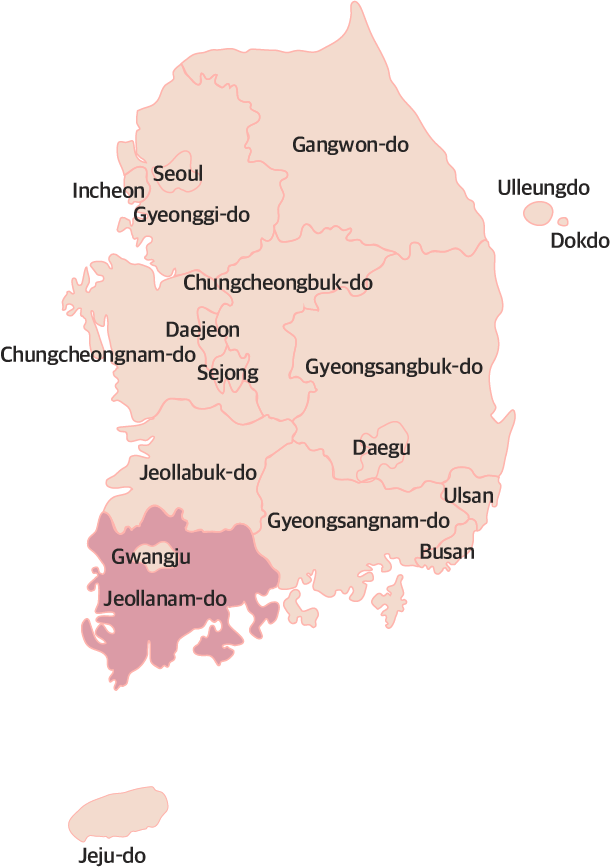 Gangwon-do
Seoul
Incheon
Ulleungdo
Gyeonggi-do
Dokdo
Chungcheongbuk-do
Daejeon
Chungcheongnam-do
Gyeongsangbuk-do
Sejong
Daegu
Jeollabuk-do
Ulsan
Gyeongsangnam-do
Busan
Gwangju
Jeollanam-do
Jeju-do